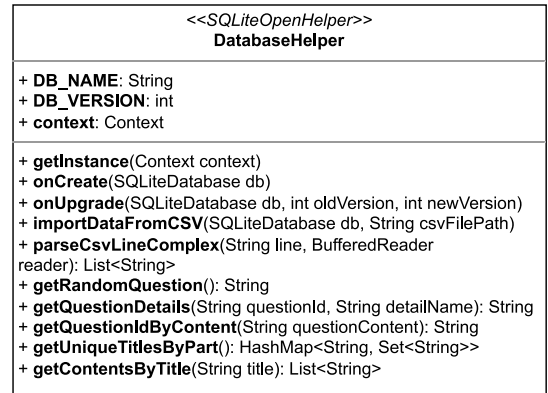 <<SQLiteOpenHelper>>
DatabaseHelper
+ DB_NAME: String
+ DB_VERSION: int
+ context: Context
+ getInstance(Context context)
+ onCreate(SQLiteDatabase db)
+ onUpgrade(SQLiteDatabase db, int oldVersion, int newVersion)
+ importDataFromCSV(SQLiteDatabase db, String csvFilePath)
+ parseCsvLineComplex(String line, BufferedReader
reader): List<String>
+ getRandomQuestion(): String
+ getQuestionDetails(String questionId, String detailName): String
+ getQuestionIdByContent(String questionContent): String
+ getUniqueTitlesByPart(): HashMap<String, Set<String>>
+ getContentsByTitle(String title): List<String>